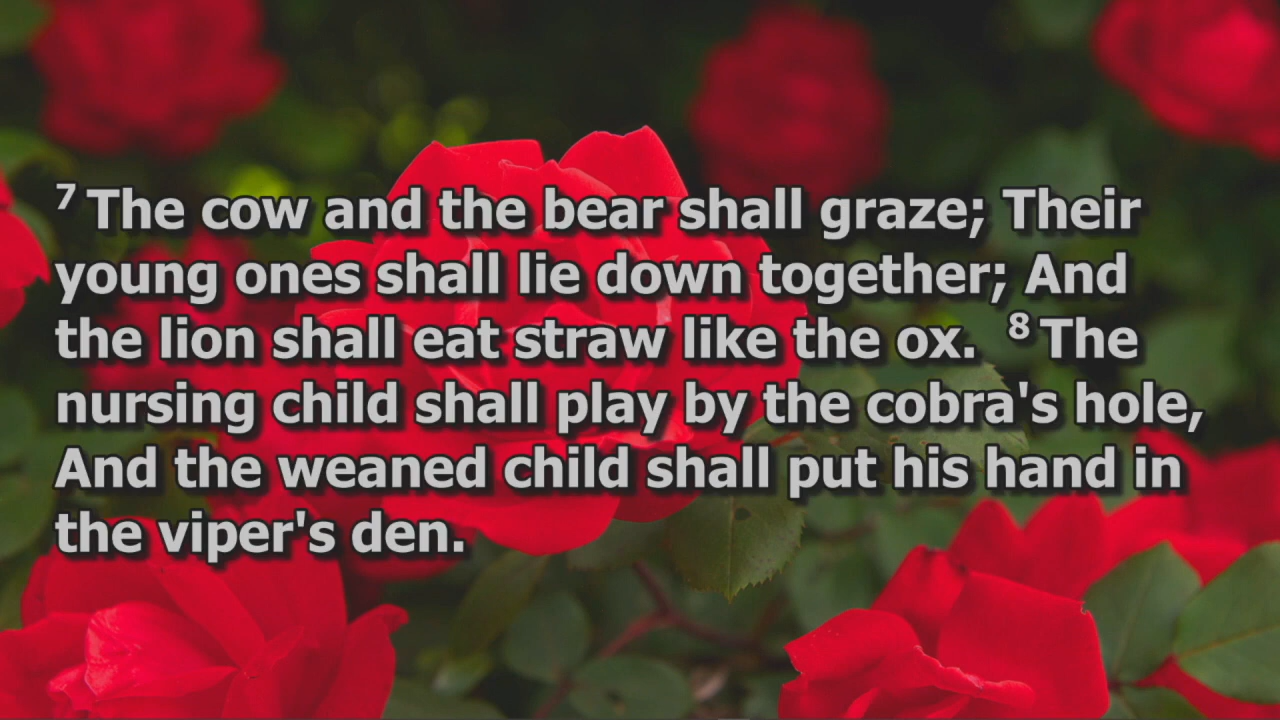 7 The cow and the bear shall graze; Their
young ones shall lie down together; And
the lion shall eat straw like the ox. 8 The
nursing child shall play by the cobra's hole,
And the weaned child shall put his hand in
the viper's den.